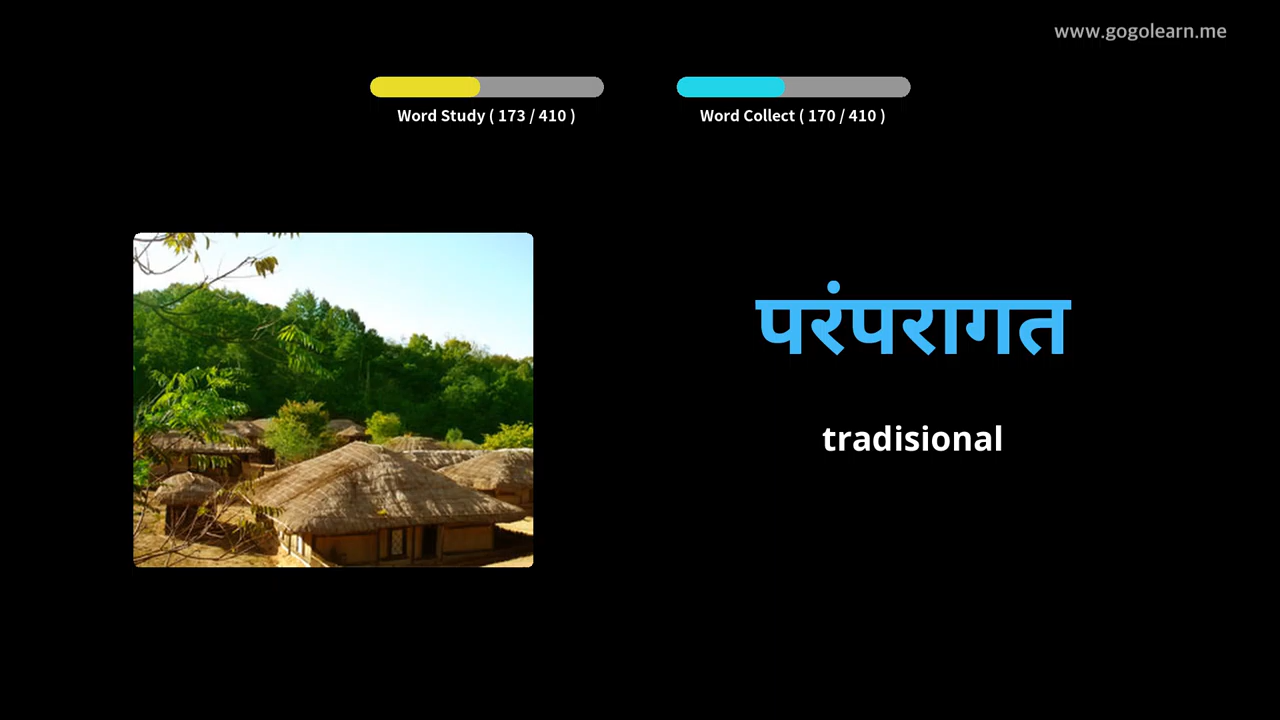 www.gogolearn.me
Word Study ( 173 / 410 )
Word Collect ( 170 / 410 )
परंपरागत
tradisional